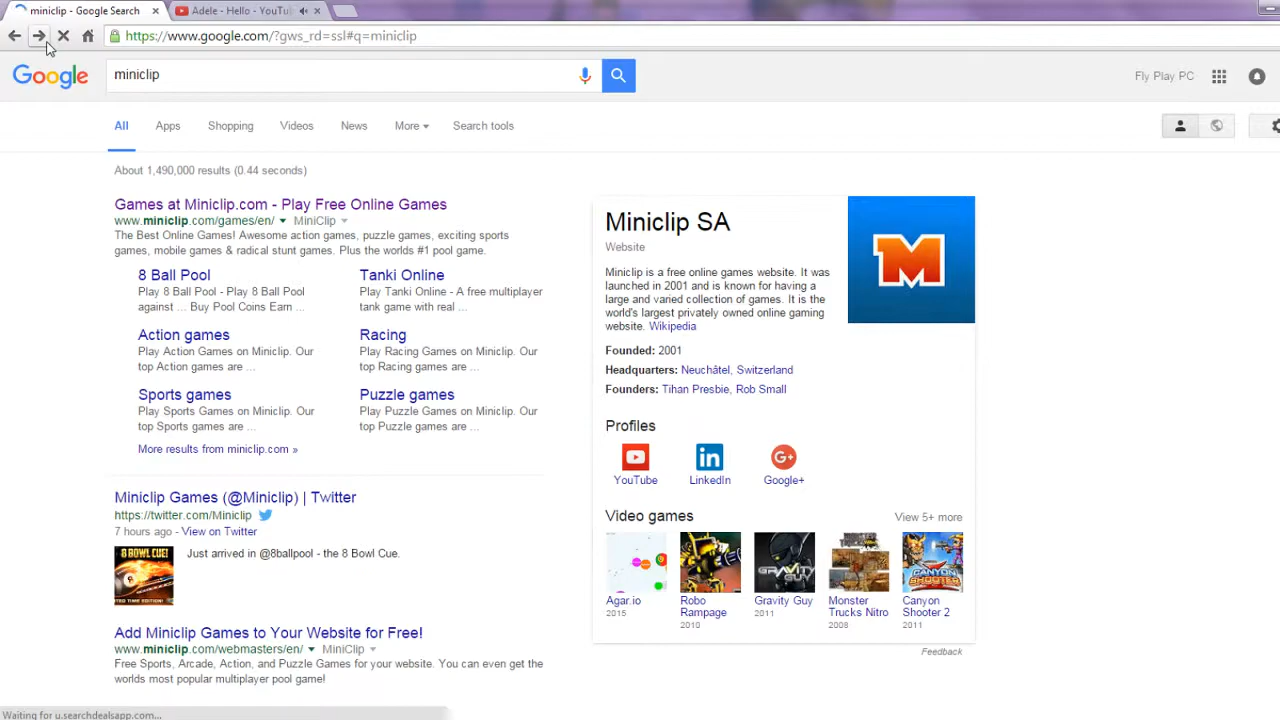 miniclip - Google Search
Adele - Hello - YouTu
https://www.google.com/?gws_rd=ssl#q=miniclip
Google
miniclip
Fly Play PC
All
Apps
Shopping
Videos
News
More
Search tools
About 1,490,000 results (0.44 seconds)
Games at Miniclip.com - Play Free Online Games
www.miniclip.com/games/en/ MiniClip
The Best Online Games! Awesome action games, puzzle games, exciting sports
games, mobile games & radical stunt games. Plus the worlds #1 pool game.
8 Ball Pool
Play 8 Ball Pool - Play 8 Ball Pool
against ... Buy Pool Coins Earn ...
Tanki Online
Play Tanki Online - A free multiplayer
tank game with real ...
Action games
Play Action Games on Miniclip. Our
top Action games are ...
Racing
Play Racing Games on Miniclip. Our
top Racing games are ...
Sports games
Play Sports Games on Miniclip. Our
top Sports games are ...
Puzzle games
Play Puzzle Games on Miniclip. Our
top Puzzle games are ...
More results from miniclip.com »
Miniclip Games (@Miniclip) | Twitter
https://twitter.com/Miniclip
7 hours ago - View on Twitter
8 BOWL CUE!
Just arrived in @8ballpool - the 8 Bowl Cue.
Add Miniclip Games to Your Website for Free!
www.miniclip.com/webmasters/en/ MiniClip
Free Sports, Arcade, Action, and Puzzle Games for your website. You can even get the
worlds most popular multiplayer pool game!
Miniclip SA
Website
M
Miniclip is a free online games website. It was
launched in 2001 and is known for having a
large and varied collection of games. It is the
world's largest privately owned online gaming
website. Wikipedia
Founded: 2001
Headquarters: Neuchâtel, Switzerland
Founders: Tihan Presbie, Rob Small
Profiles
YouTube
LinkedIn
Google+
Video games
View 5+ more
GRAVITY GUY
CANYON
SHOOTER
Agar.io
2015
Robo
Rampage
2010
Gravity Guy
2011
Monster
Trucks Nitro
2008
Canyon
Shooter 2
2011
Feedback
Waiting for u.searchdealsapp.com...